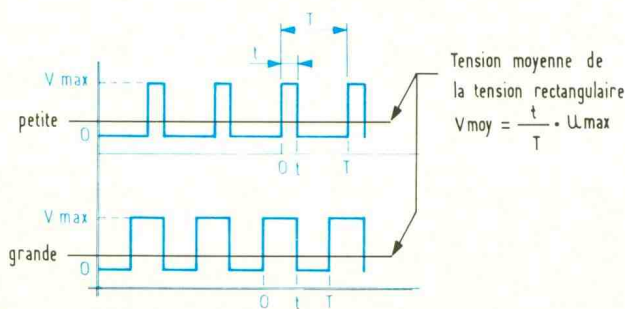 T
t
V max
petite
0
0 t T
Tension moyenne de
la tension rectangulaire
Vmoy = t/T · Umax
V max
grande
0
0 t T